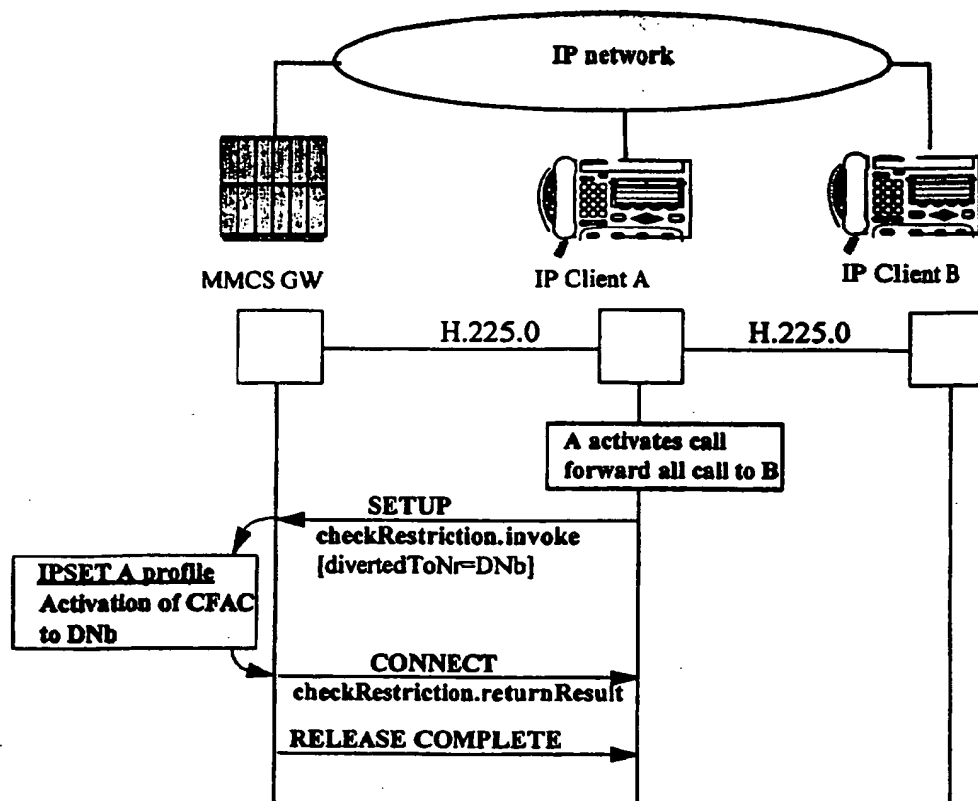 IP network
MMCS GW
IP Client A
IP Client B
H.225.0
H.225.0
A activates call
forward all call to B
SETUP
checkRestriction.invoke
[divertedToNr=DNb]
IPSET A profile
Activation of CFAC
to DNb
CONNECT
checkRestriction.returnResult
RELEASE COMPLETE